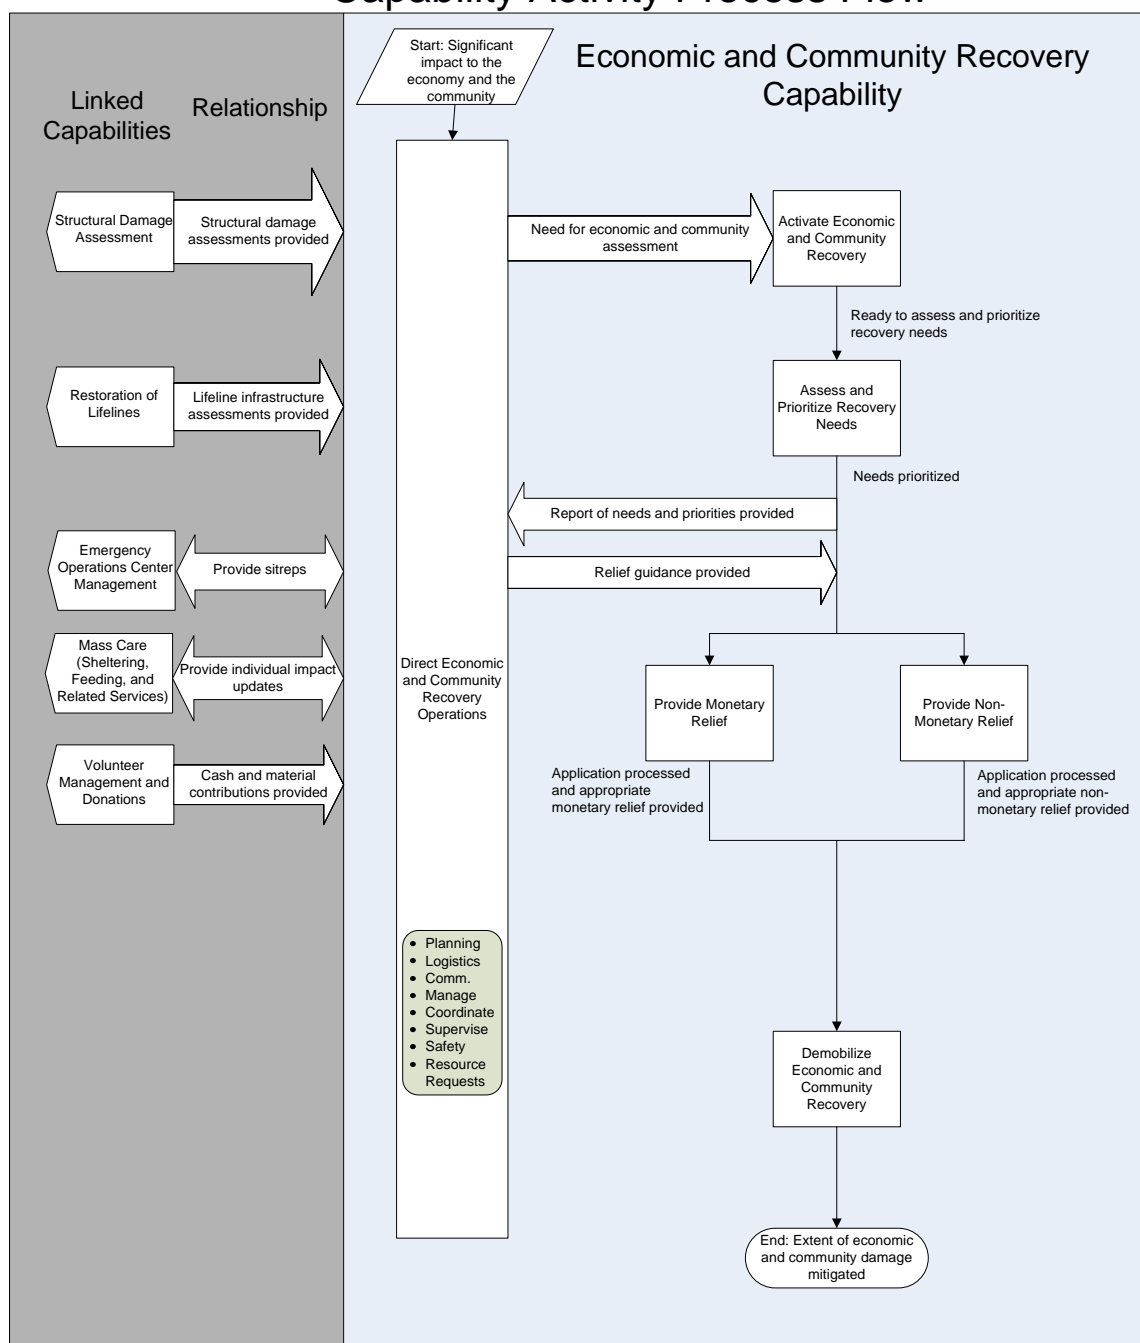 Capability Activity Process Flow
Linked
Capabilities
Relationship
Start: Significant
impact to the
economy and the
community
Economic and Community Recovery
Capability
Structural Damage
Assessment
Structural damage
assessments provided
Need for economic and community
assessment
Activate Economic
and Community
Recovery
Ready to assess and prioritize
recovery needs
Restoration of
Lifelines
Lifeline infrastructure
assessments provided
Assess and
Prioritize Recovery
Needs
Needs prioritized
Report of needs and priorities provided
Emergency
Operations Center
Management
Provide sitreps
Relief guidance provided
Mass Care
(Sheltering,
Feeding, and
Related Services)
Provide individual impact
updates
Direct Economic
and Community
Recovery
Operations
Provide Monetary
Relief
Provide Non-
Monetary Relief
Volunteer
Management and
Donations
Cash and material
contributions provided
Application processed
and appropriate
monetary relief provided
Application processed
and appropriate non-
monetary relief provided
• Planning
• Logistics
• Comm.
• Manage
• Coordinate
• Supervise
• Safety
• Resource
Requests
Demobilize
Economic and
Community
Recovery
End: Extent of economic
and community damage
mitigated